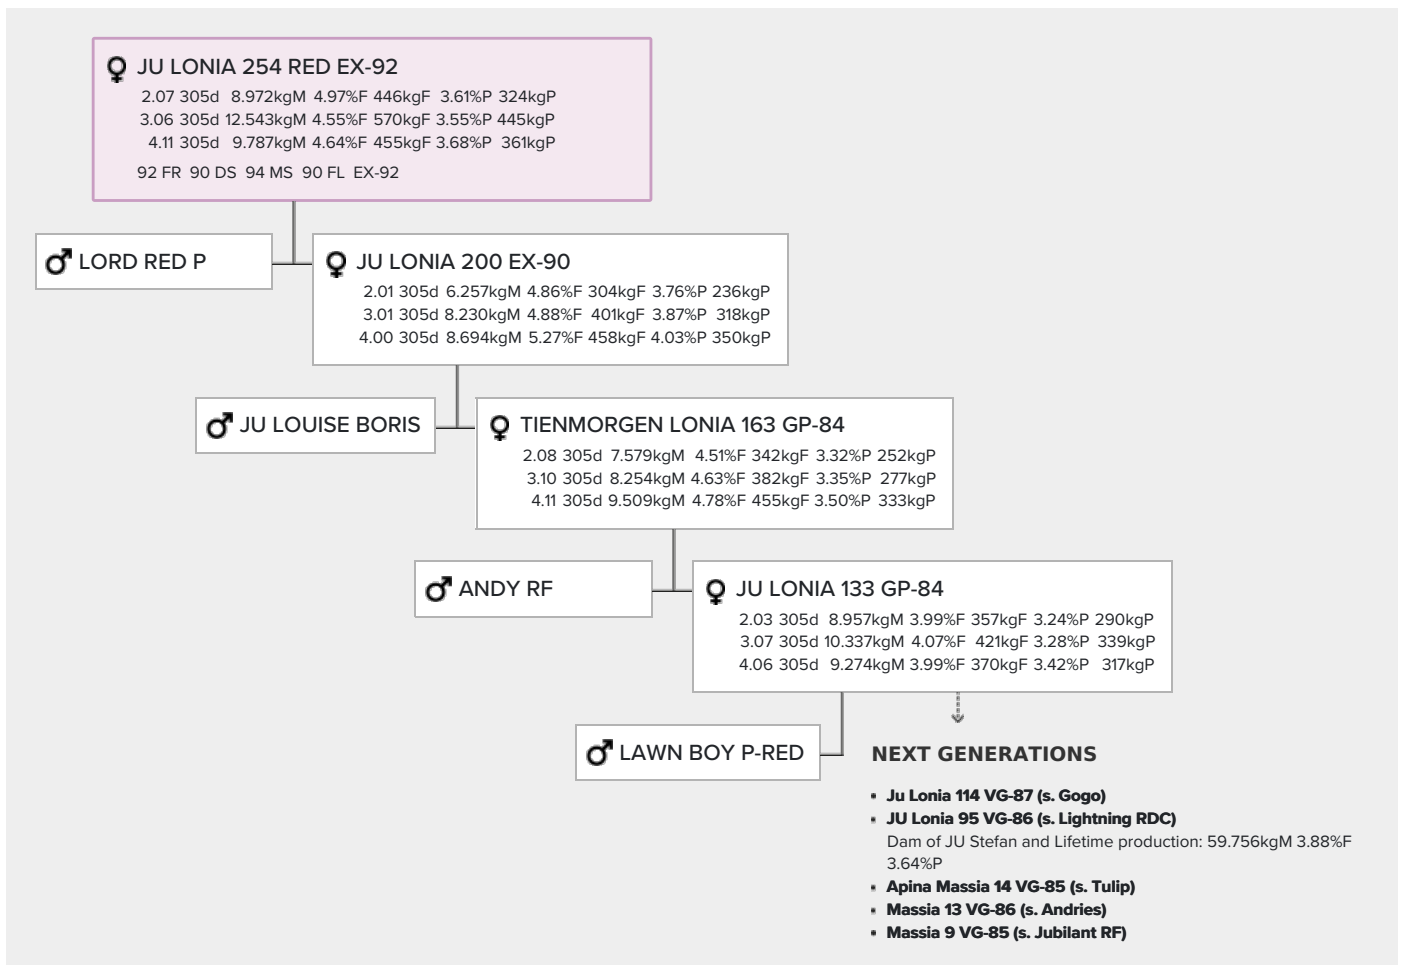 JU LONIA 254 RED EX-92
2.07 305d 8.972kgM 4.97%F 446kgF 3.61%P 324kgP
3.06 305d 12.543kgM 4.55%F 570kgF 3.55%P 445kgP
4.11 305d 9.787kgM 4.64%F 455kgF 3.68%P 361kgP
92 FR 90 DS 94 MS 90 FL EX-92
LORD RED P
JU LONIA 200 EX-90
2.01 305d 6.257kgM 4.86%F 304kgF 3.76%P 236kgP
3.01 305d 8.230kgM 4.88%F 401kgF 3.87%P 318kgP
4.00 305d 8.694kgM 5.27%F 458kgF 4.03%P 350kgP
JU LOUISE BORIS
TIENMORGEN LONIA 163 GP-84
2.08 305d 7.579kgM 4.51%F 342kgF 3.32%P 252kgP
3.10 305d 8.254kgM 4.63%F 382kgF 3.35%P 277kgP
4.11 305d 9.509kgM 4.78%F 455kgF 3.50%P 333kgP
ANDY RF
JU LONIA 133 GP-84
2.03 305d 8.957kgM 3.99%F 357kgF 3.24%P 290kgP
3.07 305d 10.337kgM 4.07%F 421kgF 3.28%P 339kgP
4.06 305d 9.274kgM 3.99%F 370kgF 3.42%P 317kgP
LAWN BOY P-RED
NEXT GENERATIONS
Ju Lonia 114 VG-87 (s. Gogo)
JU Lonia 95 VG-86 (s. Lightning RDC)
Dam of JU Stefan and Lifetime production: 59.756kgM 3.88%F
3.64%P
Apina Massia 14 VG-85 (s. Tulip)
Massia 13 VG-86 (s. Andries)
Massia 9 VG-85 (s. Jubilant RF)